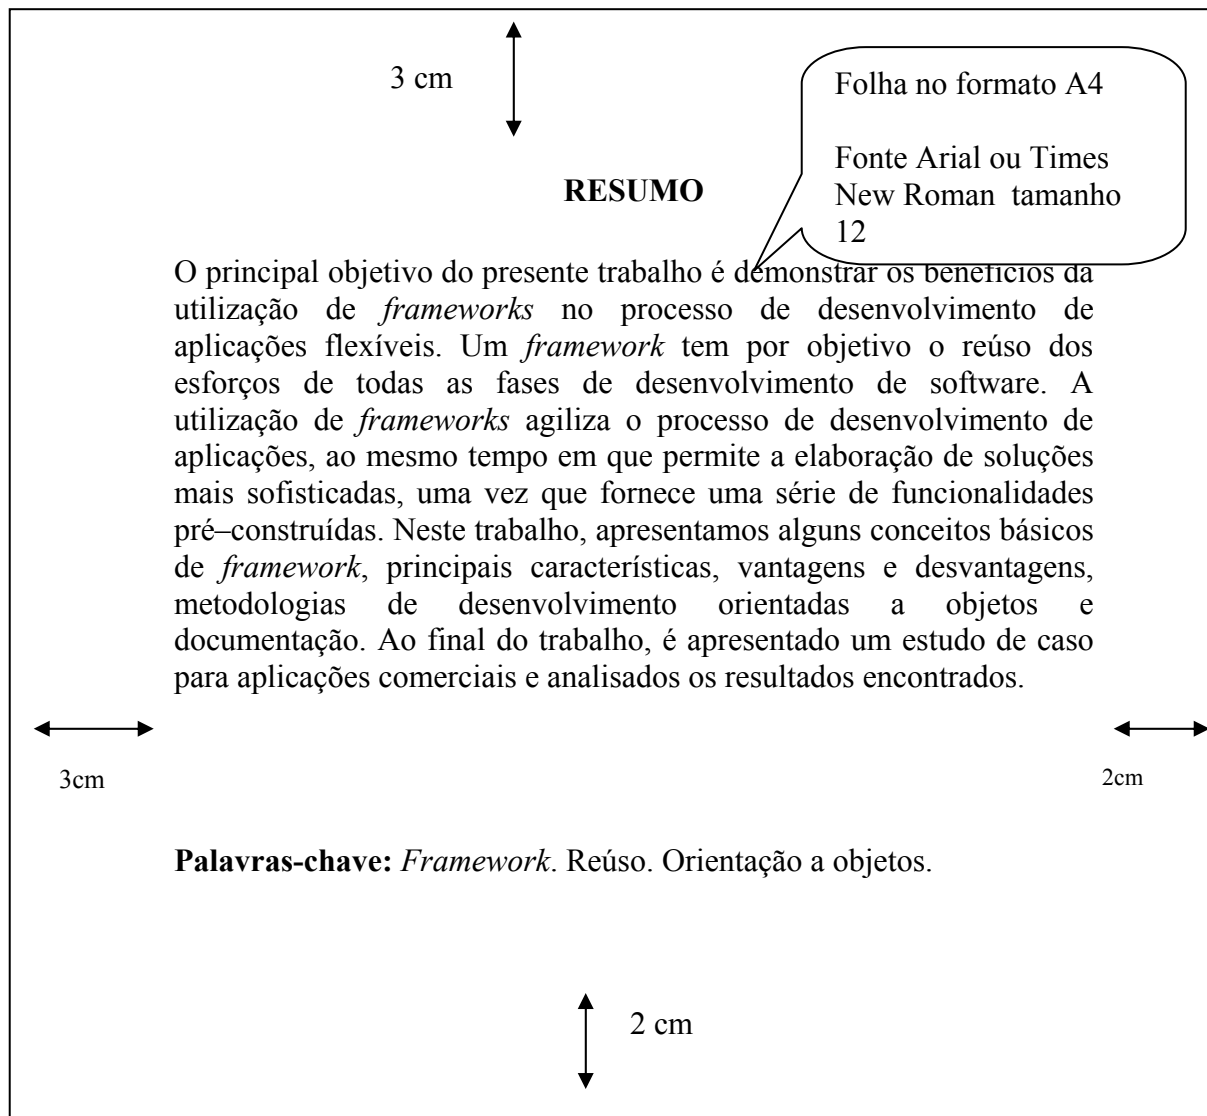 3 cm
Folha no formato A4
Fonte Arial ou Times
New Roman tamanho
12
RESUMO
O principal objetivo do presente trabalho é demonstrar os benefícios da
utilização de frameworks no processo de desenvolvimento de
aplicações flexíveis. Um framework tem por objetivo o reúso dos
esforços de todas as fases de desenvolvimento de software. A
utilização de frameworks agiliza o processo de desenvolvimento de
aplicações, ao mesmo tempo em que permite a elaboração de soluções
mais sofisticadas, uma vez que fornece uma série de funcionalidades
pré–construídas. Neste trabalho, apresentamos alguns conceitos básicos
de framework, principais características, vantagens e desvantagens,
metodologias de desenvolvimento orientadas a objetos e
documentação. Ao final do trabalho, é apresentado um estudo de caso
para aplicações comerciais e analisados os resultados encontrados.
3cm
2cm
Palavras-chave: Framework. Reúso. Orientação a objetos.
2 cm